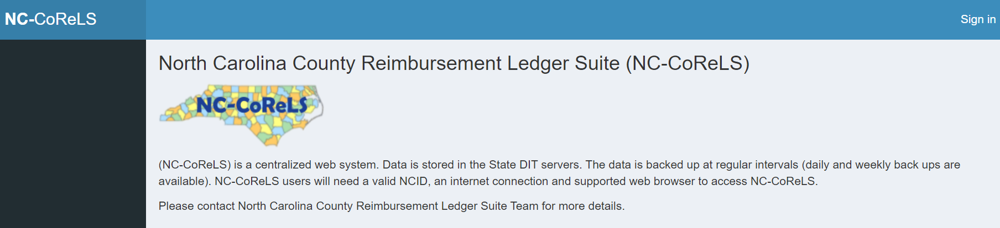 NC-CoReLS
Sign in
North Carolina County Reimbursement Ledger Suite (NC-CoReLS)
NC-CoReLS
(NC-CoReLS) is a centralized web system. Data is stored in the State DIT servers. The data is backed up at regular intervals (daily and weekly back ups are
available). NC-CoReLS users will need a valid NCID, an internet connection and supported web browser to access NC-CoReLS.
Please contact North Carolina County Reimbursement Ledger Suite Team for more details.